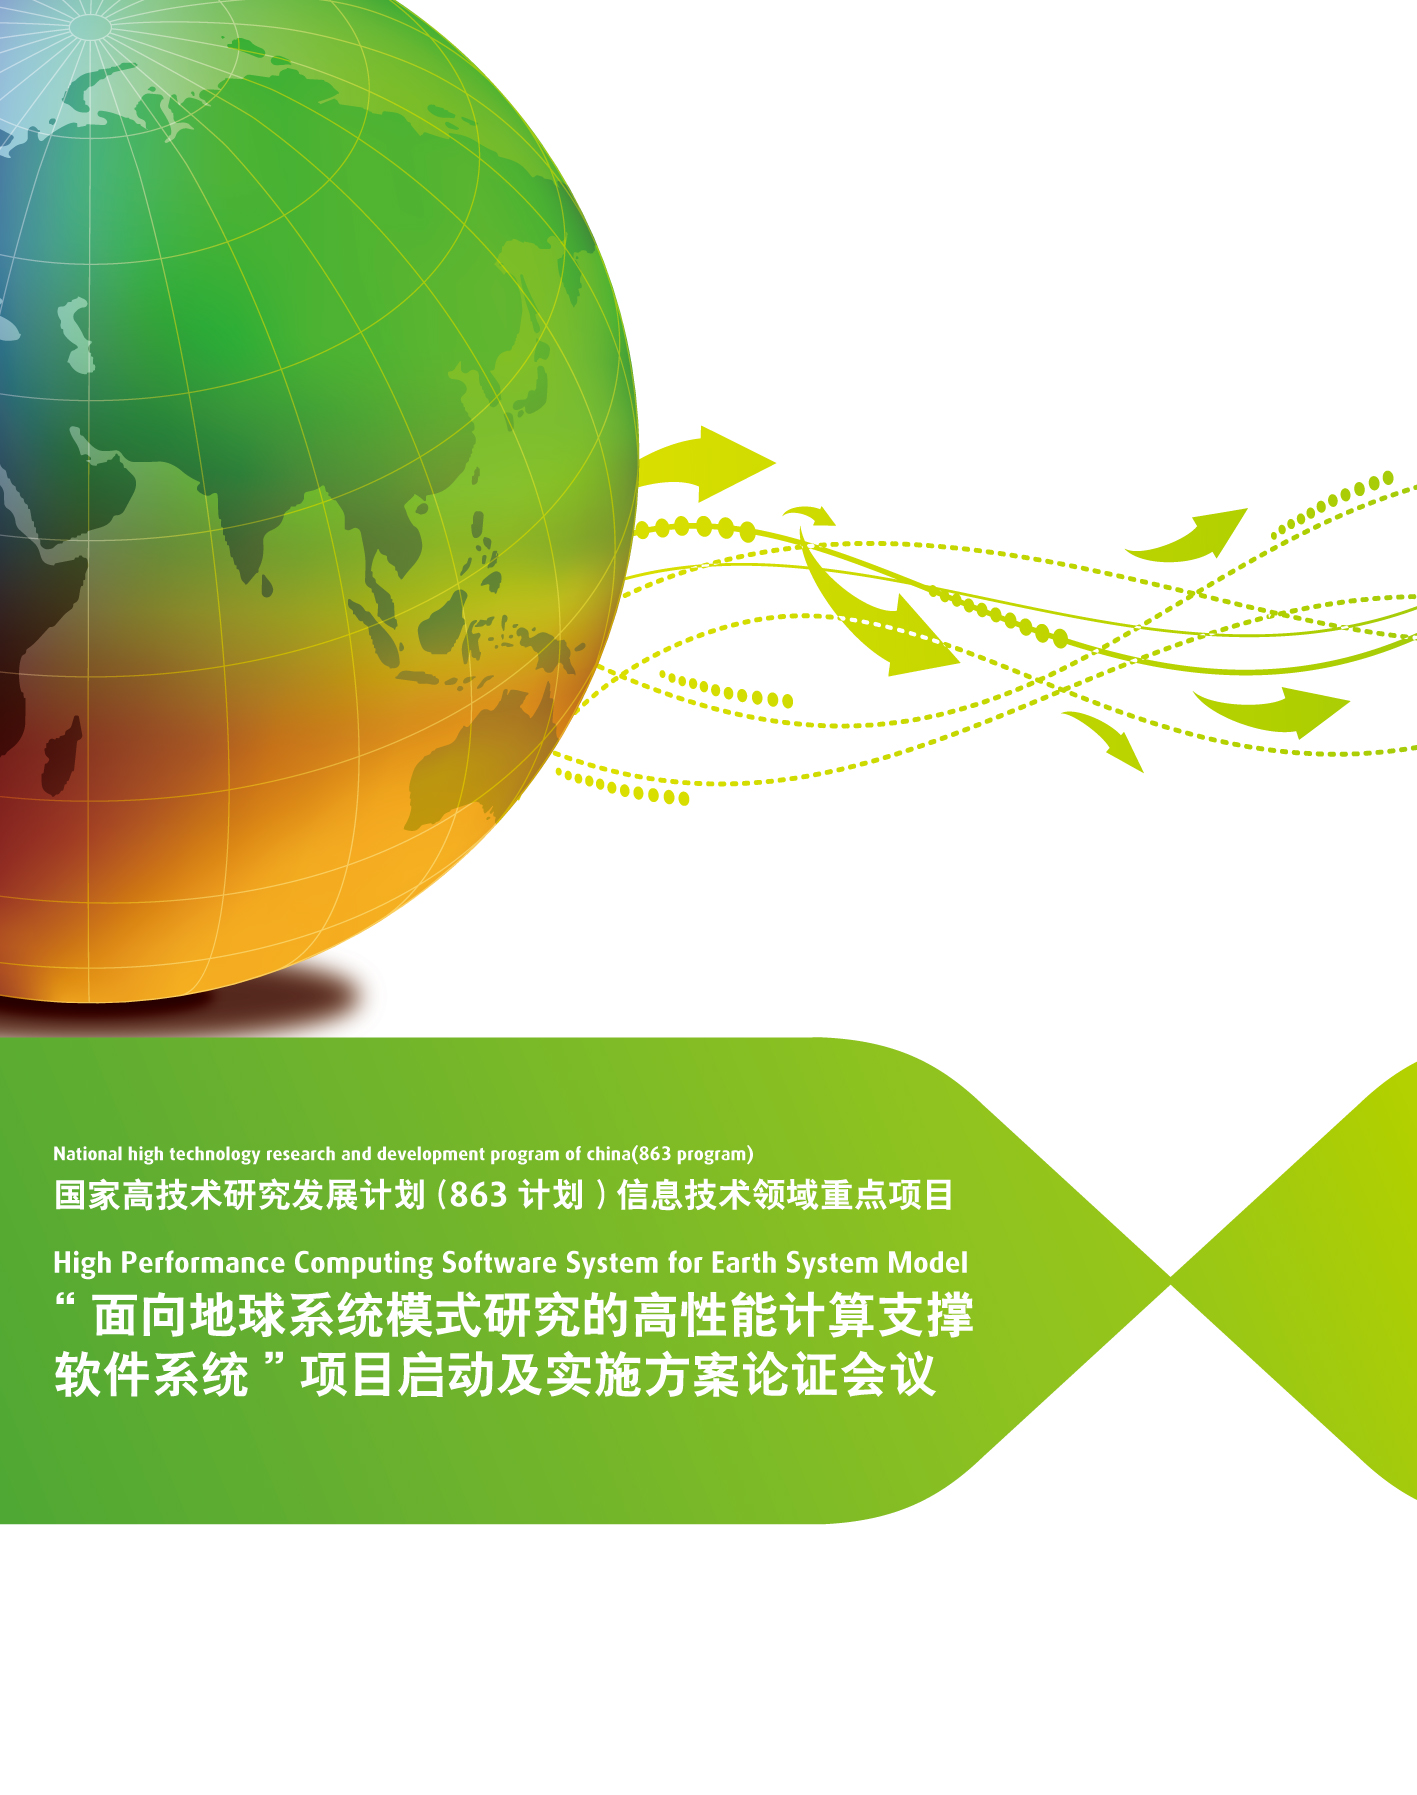 National high technology research and development program of china(863 program)
国家高技术研究发展计划(863 计划 )信息技术领域重点项目
High Performance Computing Software System for Earth System Model
“ 面向地球系统模式研究的高性能计算支撑
软件系统 ” 项目启动及实施方案论证会议